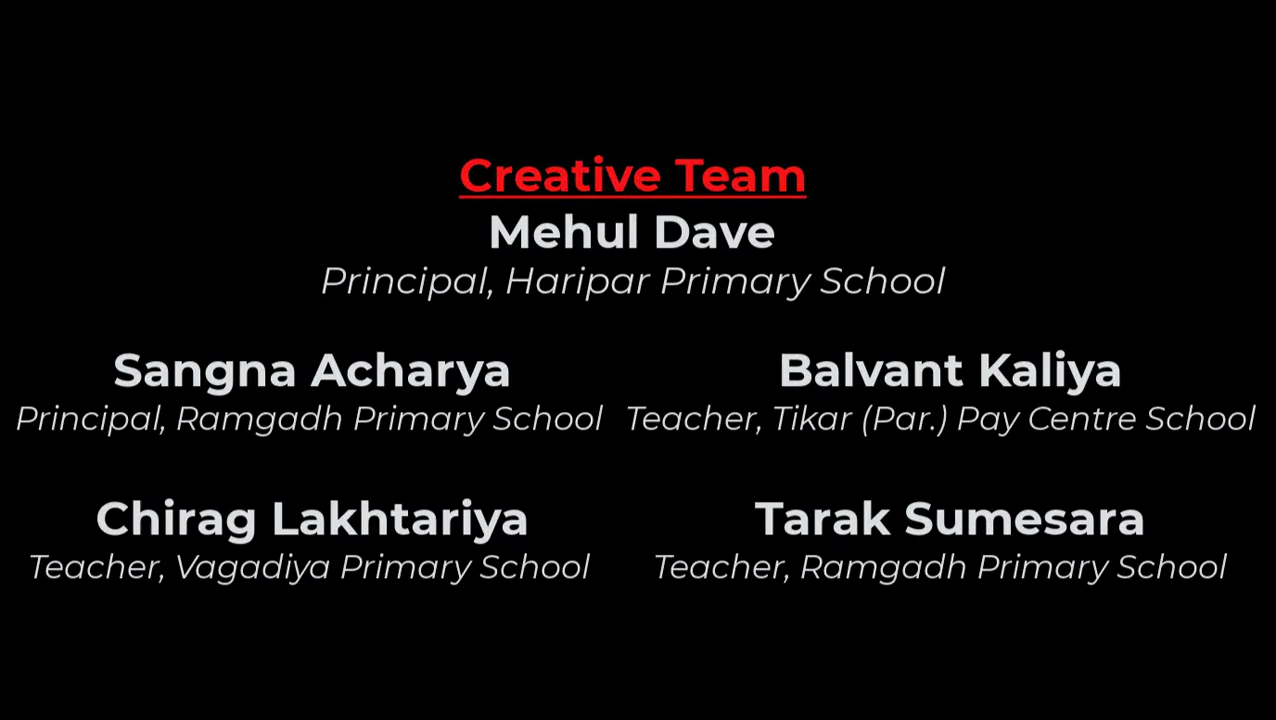 Creative Team
Mehul Dave
Principal, Haripar Primary School
Sangna Acharya
Principal, Ramgadh Primary School
Balvant Kaliya
Teacher, Tikar (Par.) Pay Centre School
Chirag Lakhtariya
Teacher, Vagadiya Primary School
Tarak Sumesara
Teacher, Ramgadh Primary School